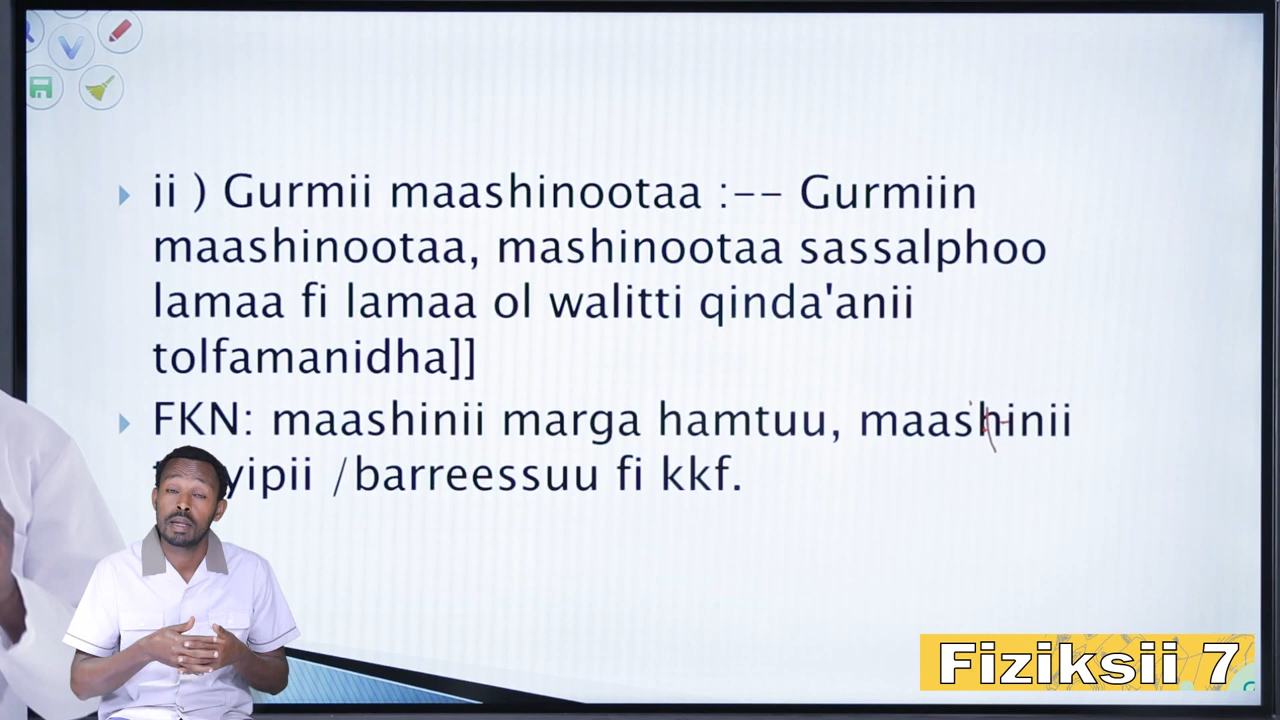 ii ) Gurmii maashinootaa :-- Gurmiin
maashinootaa, mashinootaa sassalphoo
lamaa fi lamaa ol walitti qinda'anii
tolfamanidha]]
FKN: maashinii marga hamtuu, maashinii
/barreessuu fi kkf.
Fiziksii 7